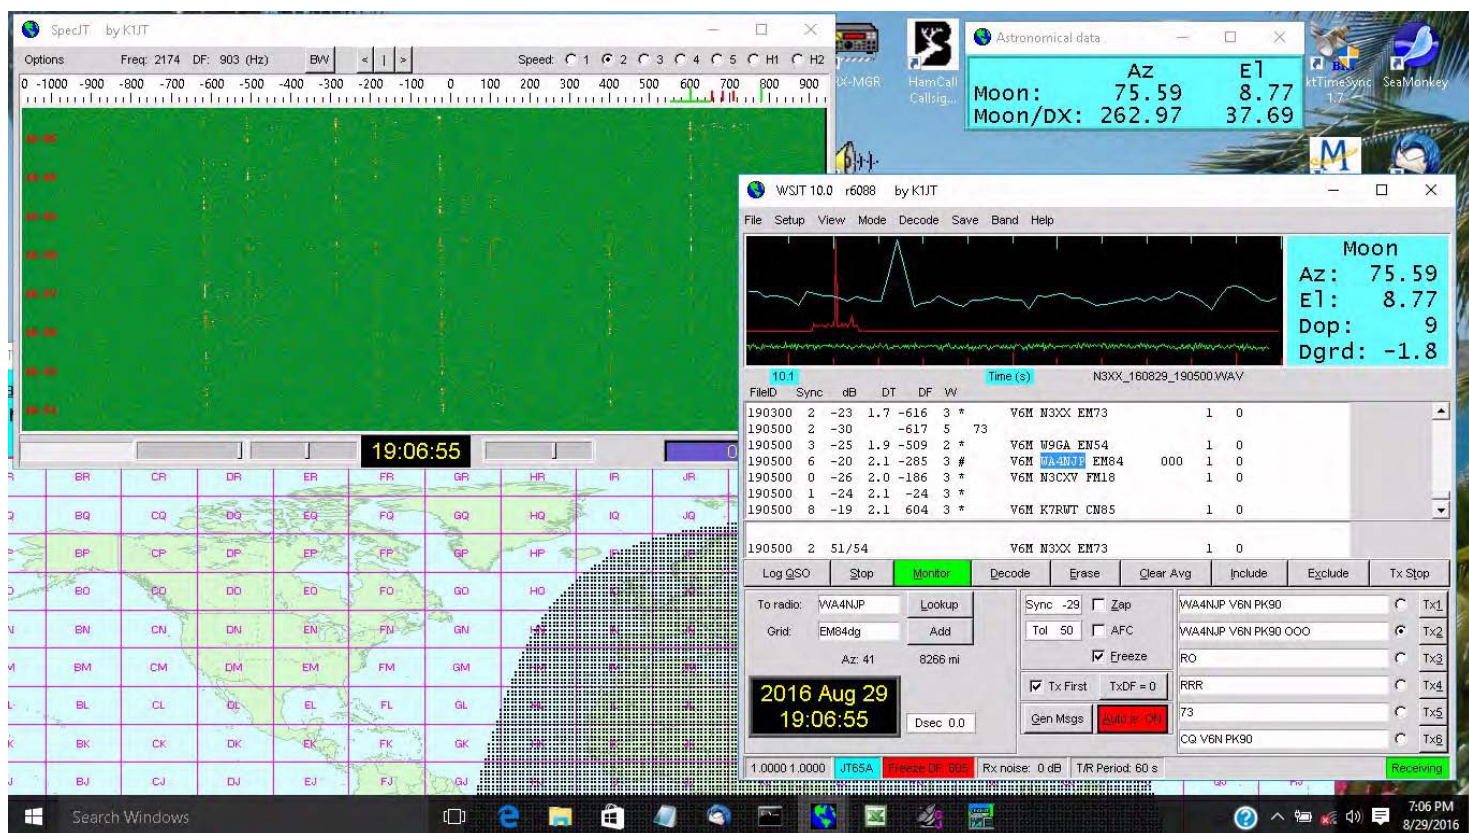 SpecJT by K1JT
Options Freq: 2174 DF: 903 (Hz) BW < | > Speed: 1 2 3 4 5 H1 H2
0 -1000 -900 -800 -700 -600 -500 -400 -300 -200 -100 0 100 200 300 400 500 600 700 800 900
19:06:55
RX-MGR
HamCall
Callsig...
Astronomical data
Az El
Moon: 75.59 8.77
Moon/DX: 262.97 37.69
SeaMonkey
1.7
WSJT 10.0 r6088 by K1JT
File Setup View Mode Decode Save Band Help
Moon
Az: 75.59
El: 8.77
Dop: 9
Dgrd: -1.8
10.1 Time (s) N3XX_160829_190500.WAV
FileID Sync dB DT DF W
190300 2 -23 1.7 -616 3 * V6M N3XX EM73 1 0
190500 2 -30 -617 5 73
190500 3 -25 1.9 -509 2 * V6M W9GA EN54 1 0
190500 6 -20 2.1 -285 3 # V6M WA4NJP EM84 000 1 0
190500 0 -26 2.0 -186 3 * V6M N3CXV FM18 1 0
190500 1 -24 2.1 -24 3 *
190500 8 -19 2.1 604 3 * V6M K7RWT CN85 1 0
190500 2 51/54 V6M N3XX EM73 1 0
Log QSO Stop Monitor Decode Erase Clear Avg Include Exclude Tx Stop
To radio: WA4NJP Lookup Sync -29 Zap WA4NJP V6N PK90 Tx1
Grid: EM84dg Add Tol 50 AFC WA4NJP V6N PK90 OOO Tx2
Az: 41 8266 mi Freeze RO Tx3
2016 Aug 29 Tx First TxDF = 0 RRR Tx4
19:06:55 Dsec 0.0 Gen Msgs Auto is ON 73 Tx5
CQ V6N PK90 Tx6
1.0000 1.0000 JT65A Freeze DF: 605 Rx noise: 0 dB T/R Period: 60 s Receiving
BR CR DR ER FR GR HR IR JR
BQ CQ DQ EQ FQ GQ HQ IQ JQ
BP CP DP EP FP GP HP
BO CO DO EO FO GO HO
BN CN DN EN FN GN
BM CM DM EM FM GM
BL CL DL EL FL GL
BK CK DK EK FK GK
BJ CJ DJ EJ FJ GJ
Search Windows
7:06 PM
8/29/2016